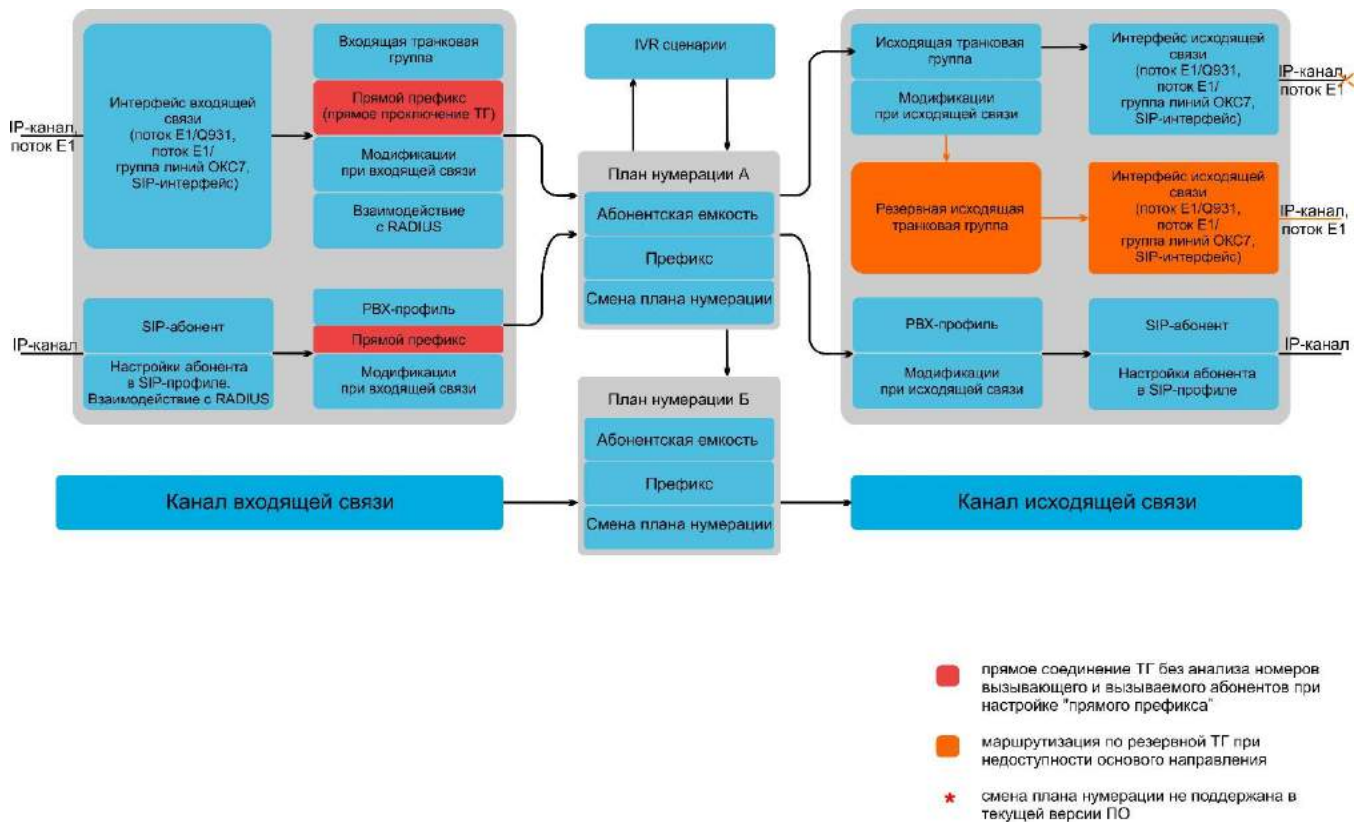 IP-канал,
поток Е1
Интерфейс входящей
связи
(поток Е1/Q931,
поток Е1/
группа линий ОКС7,
SIP-интерфейс)
Входящая транковая
группа
Прямой префикс
(прямое проключение ТГ)
Модификации
при входящей связи
Взаимодействие
с RADIUS
IP-канал
SIP-абонент
Настройки абонента
в SIP-профиле.
Взаимодействие с RADIUS
PBX-профиль
Прямой префикс
Модификации
при входящей связи
IVR сценарии
План нумерации А
Абонентская емкость
Префикс
Смена плана нумерации
План нумерации Б
Абонентская емкость
Префикс
Смена плана нумерации
Исходящая транковая
группа
Модификации
при исходящей связи
Интерфейс исходящей
связи
(поток Е1/Q931,
поток Е1/
группа линий ОКС7,
SIP-интерфейс)
IP-канал,
поток Е1
Резервная исходящая
транковая группа
Интерфейс исходящей
связи
(поток Е1/Q931,
поток Е1/
группа линий ОКС7,
SIP-интерфейс)
IP-канал,
поток Е1
PBX-профиль
Модификации
при исходящей связи
SIP-абонент
Настройки абонента
в SIP-профиле
IP-канал
Канал входящей связи
Канал исходящей связи
прямое соединение ТГ без анализа номеров
вызывающего и вызываемого абонентов при
настройке "прямого префикса"
маршрутизация по резервной ТГ при
недоступности основого направления
* смена плана нумерации не поддержана в
текущей версии ПО